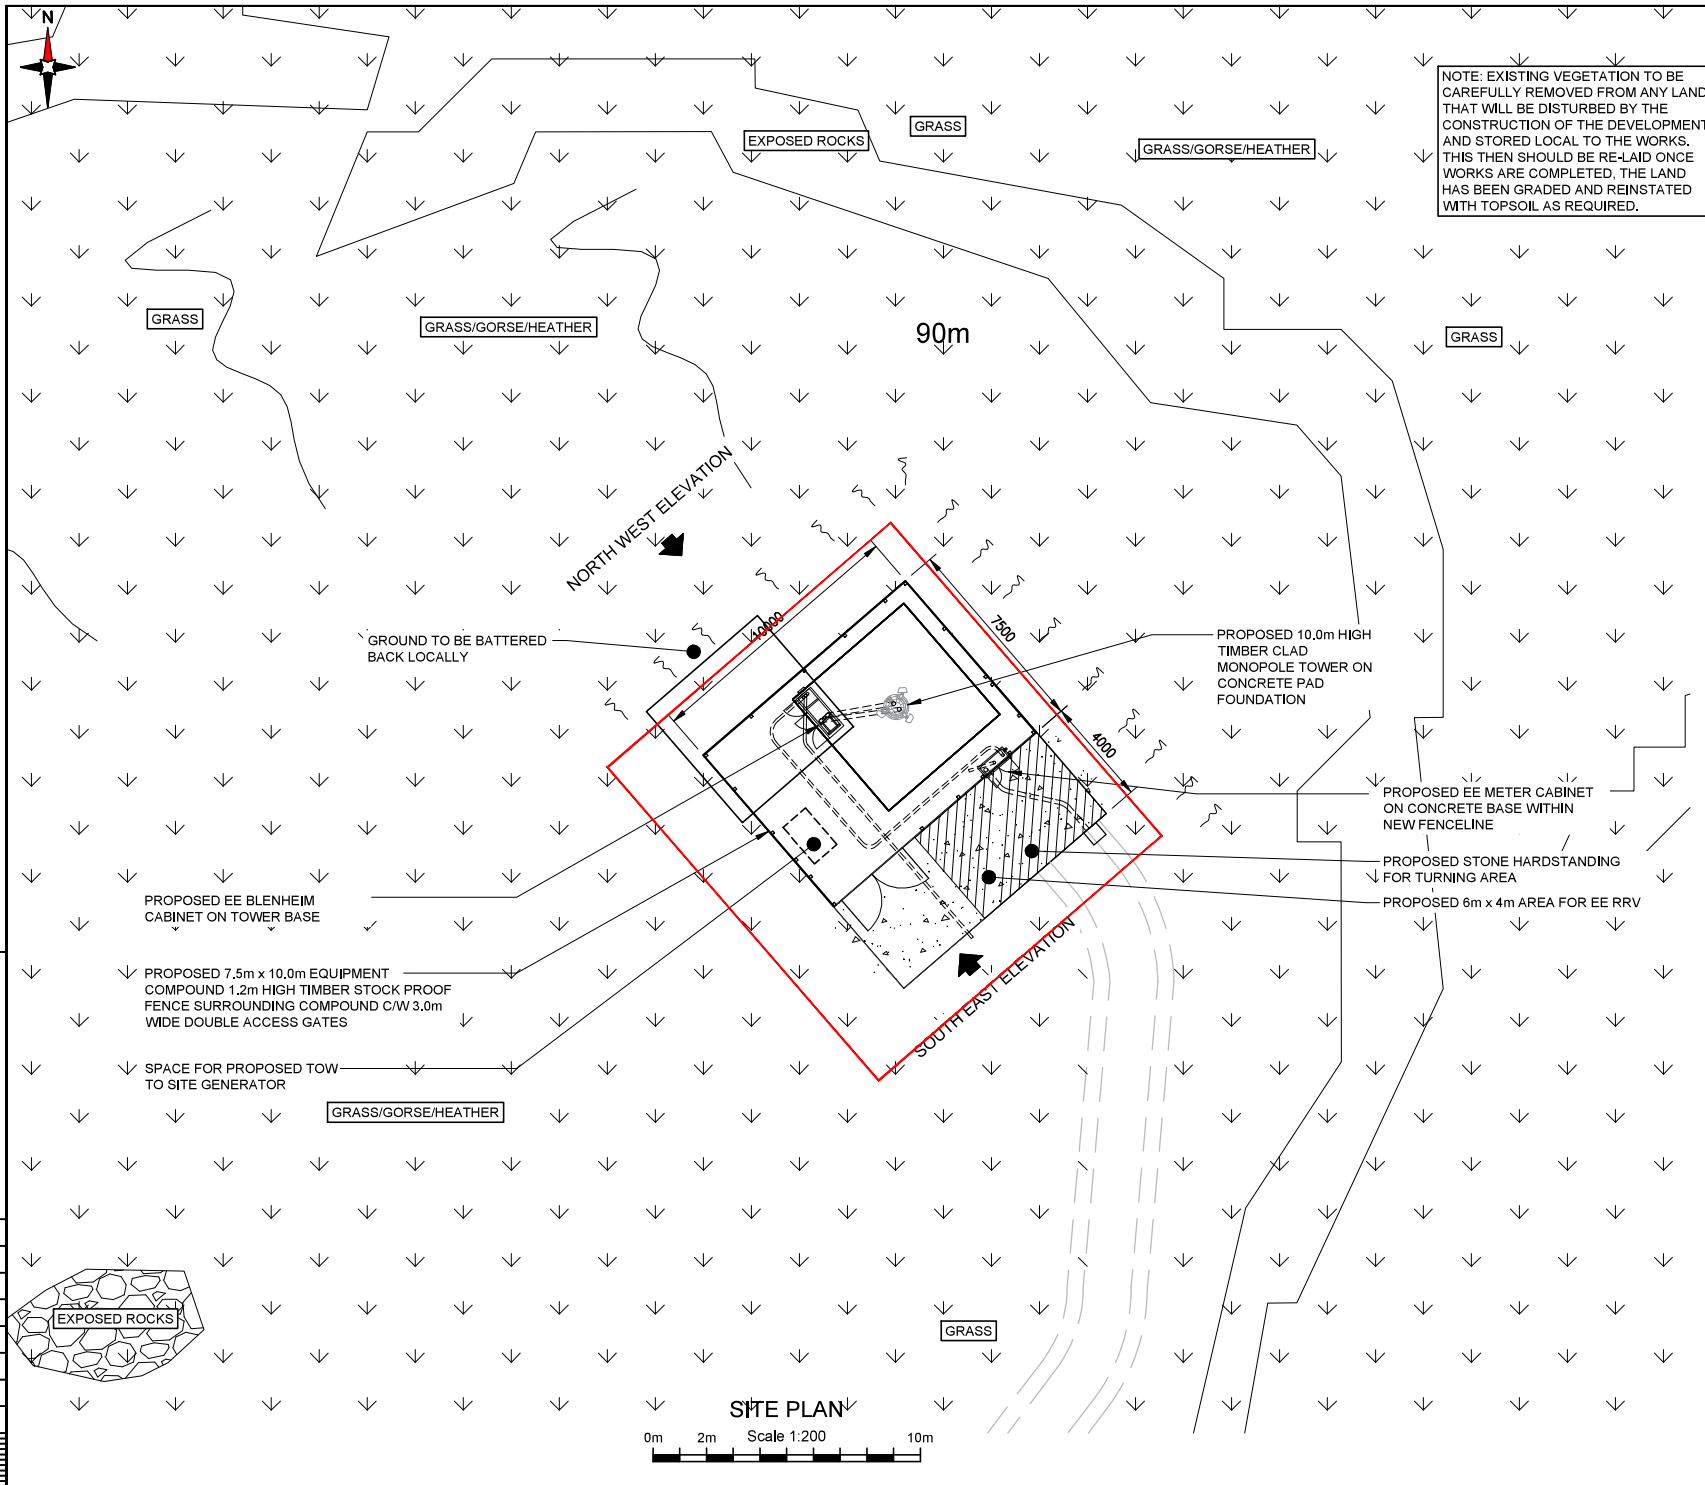 N
NOTE: EXISTING VEGETATION TO BE
CAREFULLY REMOVED FROM ANY LAND
THAT WILL BE DISTURBED BY THE
CONSTRUCTION OF THE DEVELOPMENT
AND STORED LOCAL TO THE WORKS.
THIS THEN SHOULD BE RE-LAID ONCE
WORKS ARE COMPLETED, THE LAND
HAS BEEN GRADED AND REINSTATED
WITH TOPSOIL AS REQUIRED.
GRASS
EXPOSED ROCKS
GRASS/GORSE/HEATHER
GRASS
GRASS/GORSE/HEATHER
90m
GRASS
NORTH WEST ELEVATION
10000
7500
4000
GROUND TO BE BATTERED
BACK LOCALLY
PROPOSED 10.0m HIGH
TIMBER CLAD
MONOPOLE TOWER ON
CONCRETE PAD
FOUNDATION
PROPOSED EE METER CABINET
ON CONCRETE BASE WITHIN
NEW FENCELINE
PROPOSED STONE HARDSTANDING
FOR TURNING AREA
PROPOSED 6m x 4m AREA FOR EE RRV
PROPOSED EE BLENHEIM
CABINET ON TOWER BASE
PROPOSED 7.5m x 10.0m EQUIPMENT
COMPOUND 1.2m HIGH TIMBER STOCK PROOF
FENCE SURROUNDING COMPOUND C/W 3.0m
WIDE DOUBLE ACCESS GATES
SOUTH EAST ELEVATION
SPACE FOR PROPOSED TOW
TO SITE GENERATOR
GRASS/GORSE/HEATHER
EXPOSED ROCKS
GRASS
SITE PLAN
Scale 1:200
0m 2m 10m